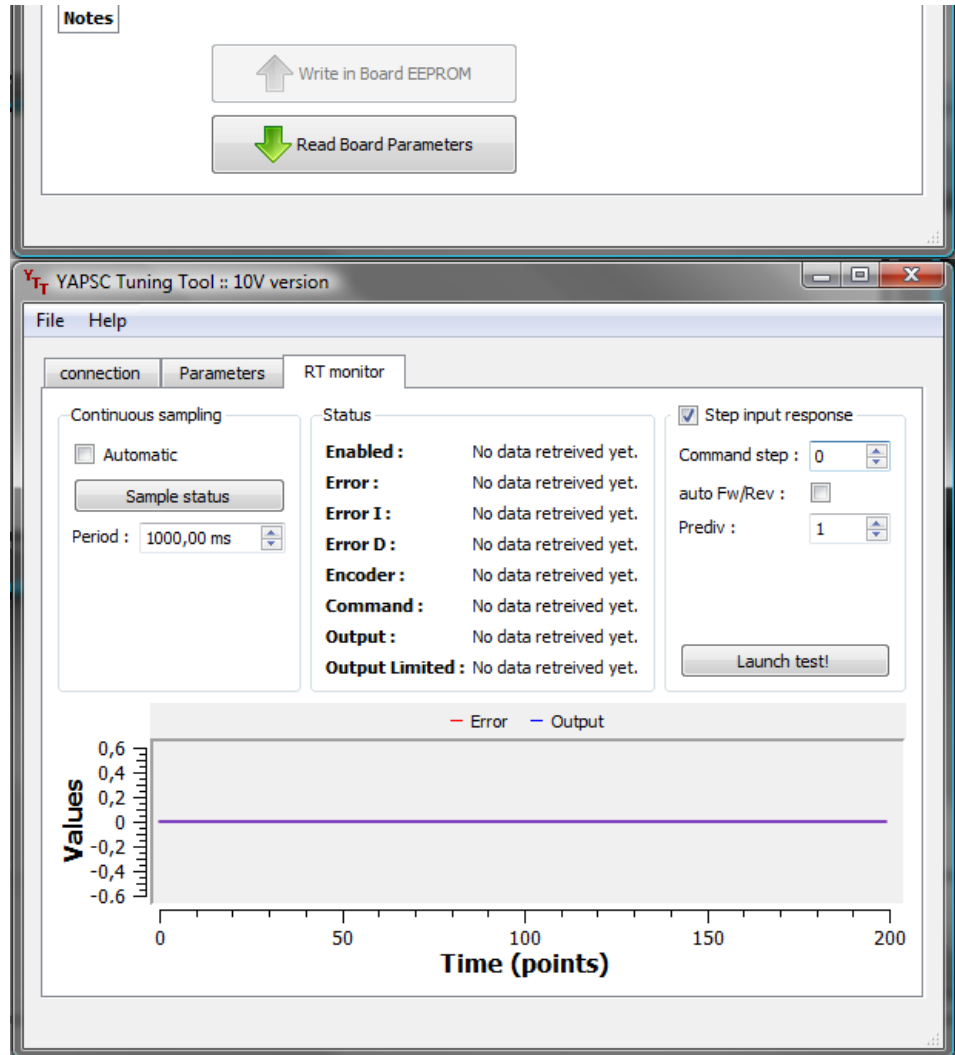 Notes
Write in Board EEPROM
Read Board Parameters
YTT YAPSC Tuning Tool :: 10V version
File Help
connection Parameters RT monitor
Continuous sampling
Automatic
Sample status
Period : 1000,00 ms
Status
Enabled : No data retreived yet.
Error : No data retreived yet.
Error I : No data retreived yet.
Error D : No data retreived yet.
Encoder : No data retreived yet.
Command : No data retreived yet.
Output : No data retreived yet.
Output Limited : No data retreived yet.
Step input response
Command step : 0
auto Fw/Rev :
Prediv : 1
Launch test!
Error Output
Values
0,6
0,4
0,2
0
-0,2
-0,4
-0.6
0 50 100 150 200
Time (points)